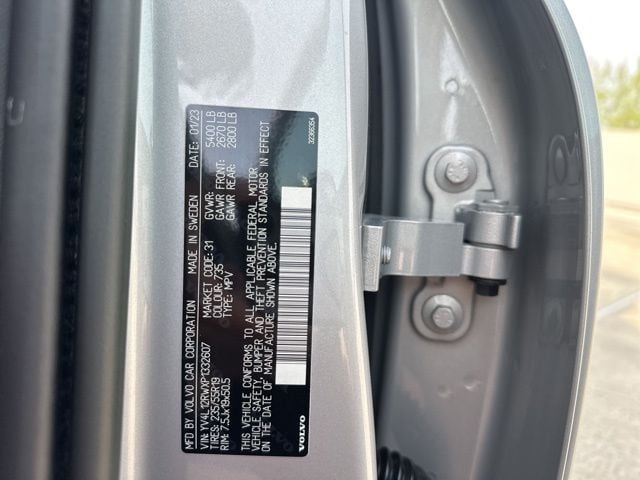 MFD BY VOLVO CAR CORPORATION MADE IN SWEDEN DATE: 01/23
VIN: YV4L12RWXP1332607 MARKET CODE: 31 GVWR: 5400 LB
TIRES: 235/55R19 COLOUR: 735 GAWR FRONT: 2670 LB
RIM: 7.5Jx19x50.5 TYPE: MPV GAWR REAR: 2800 LB
THIS VEHICLE CONFORMS TO ALL APPLICABLE FEDERAL MOTOR
VEHICLE SAFETY, BUMPER AND THEFT PREVENTION STANDARDS IN EFFECT
ON THE DATE OF MANUFACTURE SHOWN ABOVE.
VOLVO 32366354